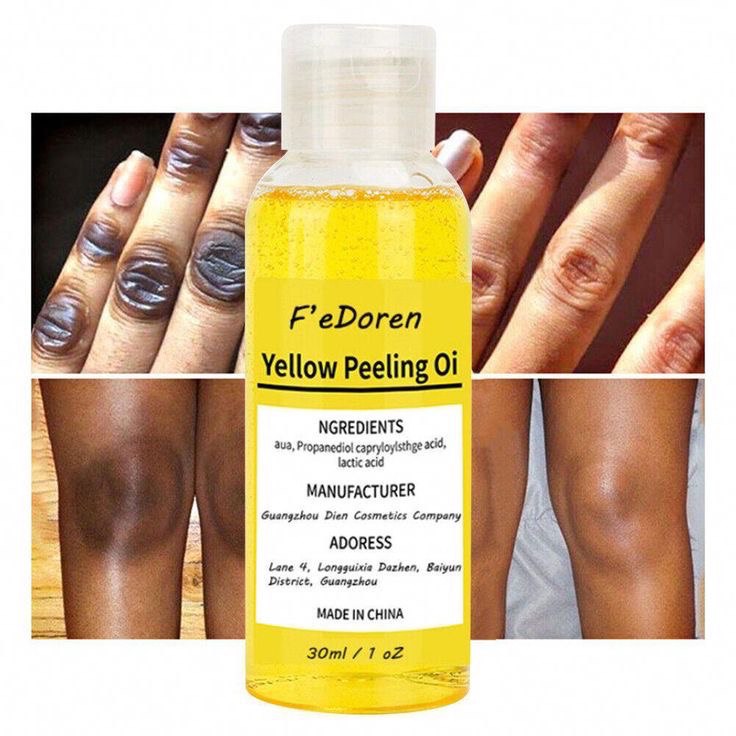 F'eDoren
Yellow Peeling Oi
NGREDIENTS
aua, Propanediol capryloylsthge acid,
lactic acid
MANUFACTURER
Guangzhou Dien Cosmetics Company
ADORESS
Lane 4, Longguixia Dazhen, Baiyun
District, Guangzhou
MADE IN CHINA
30ml / 1 oZ